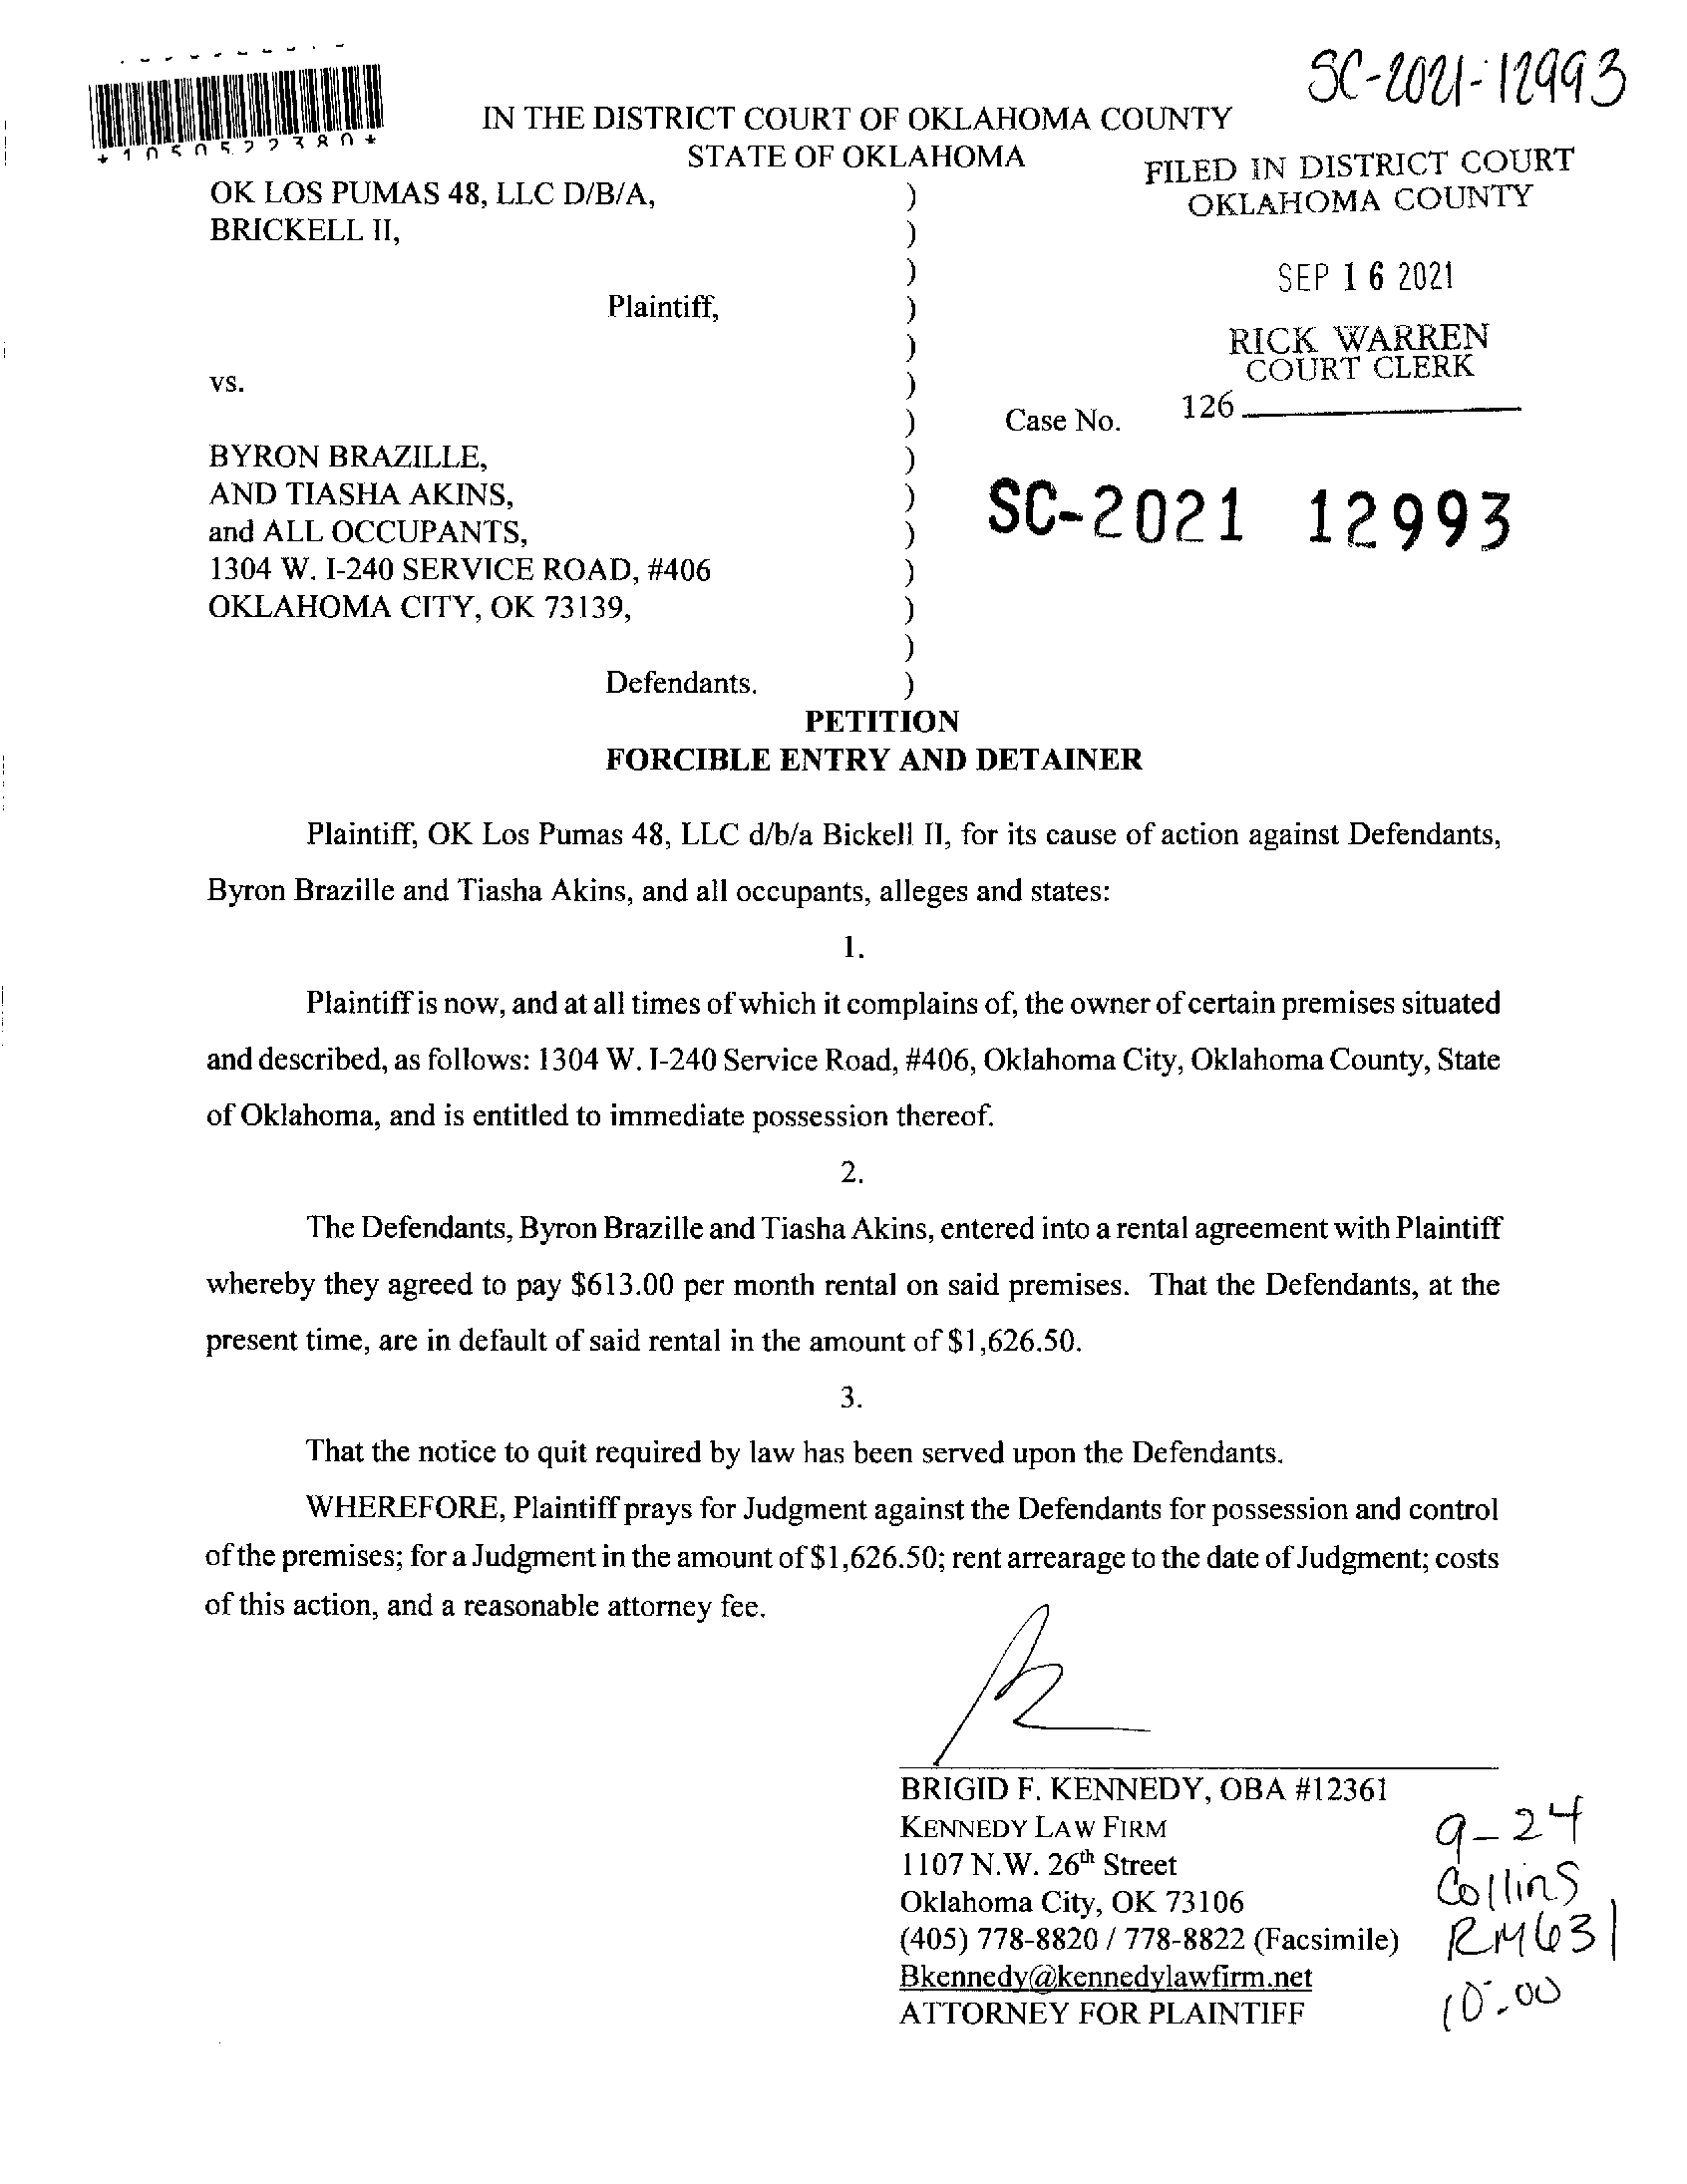 SC-2021-12993
*1050522380*
IN THE DISTRICT COURT OF OKLAHOMA COUNTY
STATE OF OKLAHOMA
FILED IN DISTRICT COURT
OKLAHOMA COUNTY
SEP 16 2021
RICK WARREN
COURT CLERK
126
OK LOS PUMAS 48, LLC D/B/A, )
BRICKELL II, )
)
Plaintiff, )
)
vs. )
) Case No.
BYRON BRAZILLE, )
AND TIASHA AKINS, ) SC-2021 12993
and ALL OCCUPANTS, )
1304 W. I-240 SERVICE ROAD, #406 )
OKLAHOMA CITY, OK 73139, )
)
Defendants. )
PETITION
FORCIBLE ENTRY AND DETAINER
Plaintiff, OK Los Pumas 48, LLC d/b/a Bickell II, for its cause of action against Defendants,
Byron Brazille and Tiasha Akins, and all occupants, alleges and states:
1.
Plaintiff is now, and at all times of which it complains of, the owner of certain premises situated
and described, as follows: 1304 W. I-240 Service Road, #406, Oklahoma City, Oklahoma County, State
of Oklahoma, and is entitled to immediate possession thereof.
2.
The Defendants, Byron Brazille and Tiasha Akins, entered into a rental agreement with Plaintiff
whereby they agreed to pay $613.00 per month rental on said premises. That the Defendants, at the
present time, are in default of said rental in the amount of $1,626.50.
3.
That the notice to quit required by law has been served upon the Defendants.
WHEREFORE, Plaintiff prays for Judgment against the Defendants for possession and control
of the premises; for a Judgment in the amount of $1,626.50; rent arrearage to the date of Judgment; costs
of this action, and a reasonable attorney fee.
BRIGID F. KENNEDY, OBA #12361
KENNEDY LAW FIRM
1107 N.W. 26th Street
Oklahoma City, OK 73106
(405) 778-8820 / 778-8822 (Facsimile)
Bkennedy@kennedylawfirm.net
ATTORNEY FOR PLAINTIFF
9-24
Collins
RM631
10:00